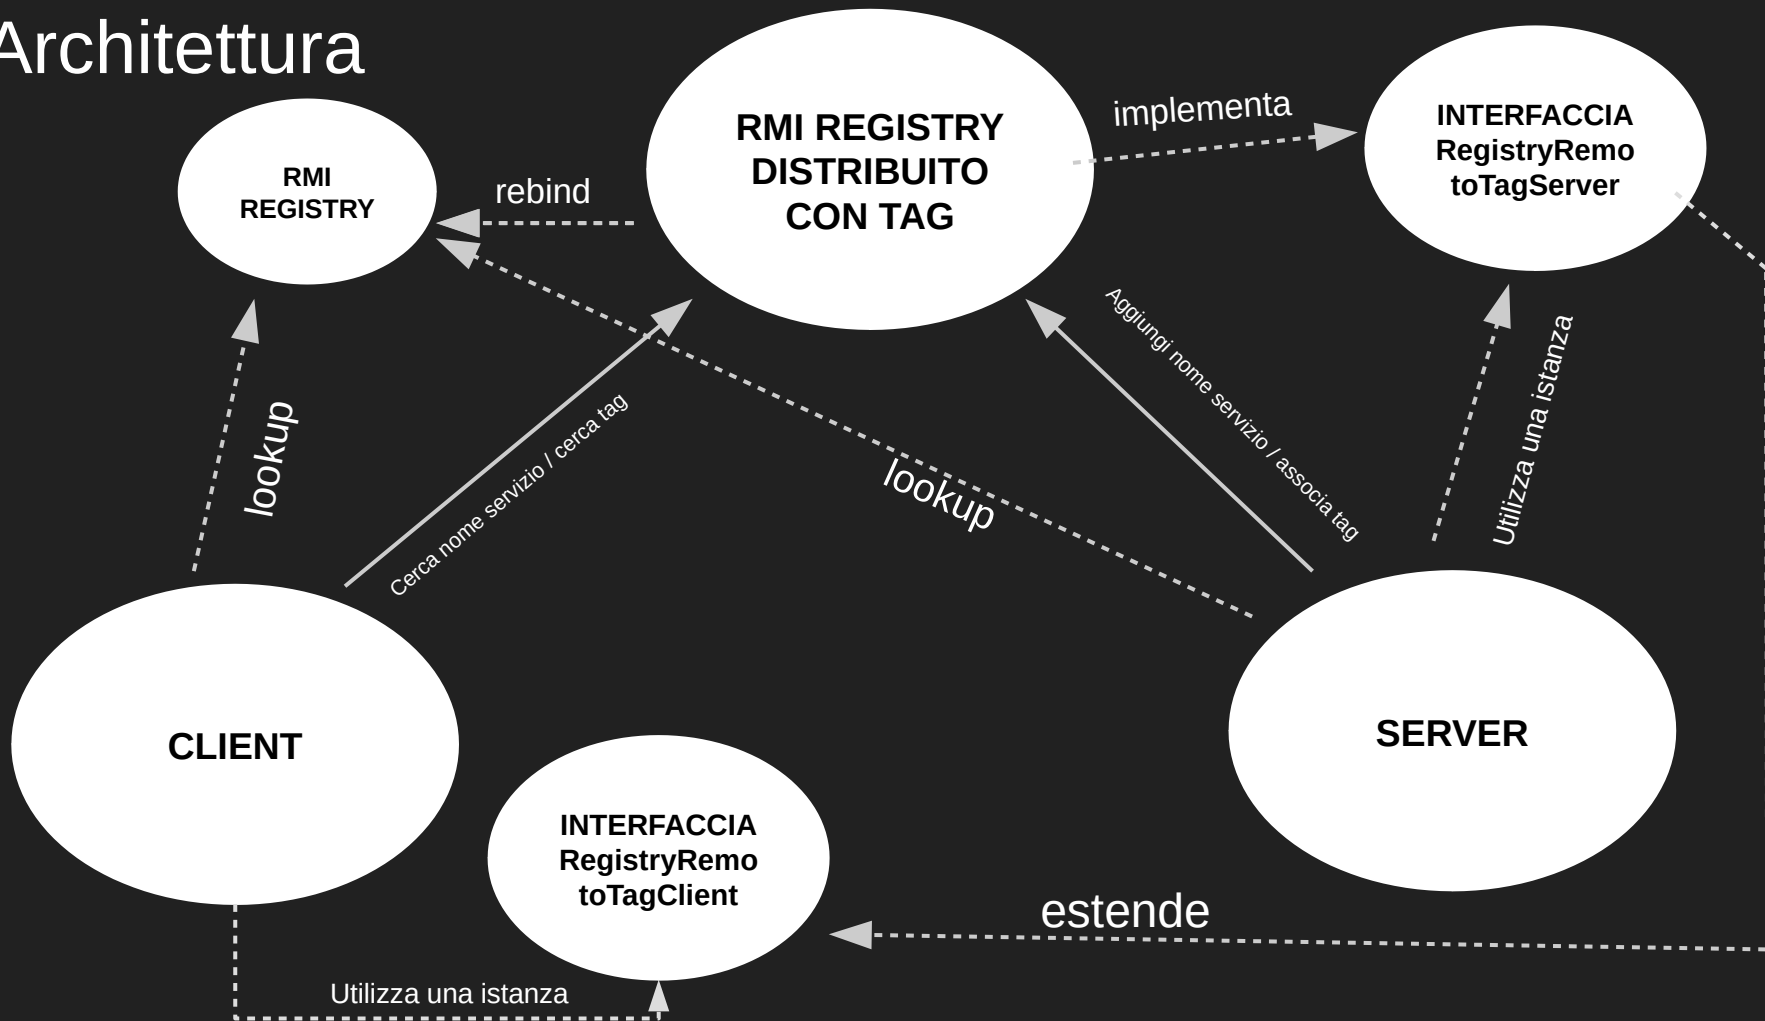 Architettura
RMI
REGISTRY
rebind
RMI REGISTRY
DISTRIBUITO
CON TAG
implementa
INTERFACCIA
RegistryRemo
toTagServer
lookup
Cerca nome servizio / cerca tag
lookup
Aggiungi nome servizio / associa tag
Utilizza una istanza
CLIENT
INTERFACCIA
RegistryRemo
toTagClient
SERVER
estende
Utilizza una istanza